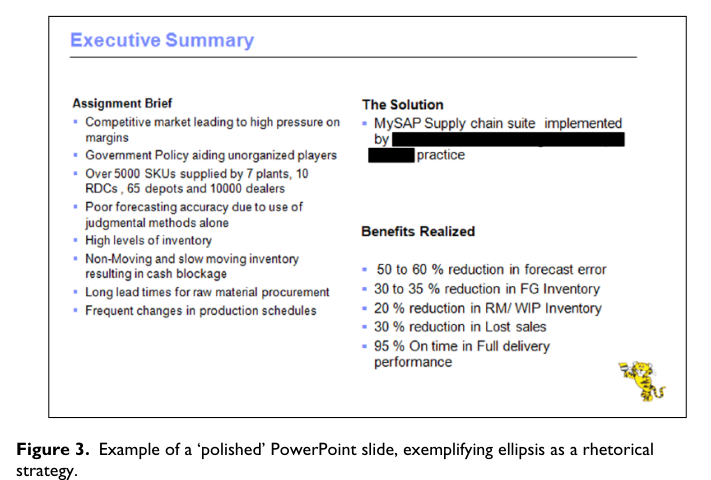 Executive Summary
Assignment Brief
Competitive market leading to high pressure on
margins
Government Policy aiding unorganized players
Over 5000 SKUs supplied by 7 plants, 10
RDCs , 65 depots and 10000 dealers
Poor forecasting accuracy due to use of
judgmental methods alone
High levels of inventory
Non-Moving and slow moving inventory
resulting in cash blockage
Long lead times for raw material procurement
Frequent changes in production schedules
The Solution
MySAP Supply chain suite implemented
by
practice
Benefits Realized
50 to 60 % reduction in forecast error
30 to 35 % reduction in FG Inventory
20 % reduction in RM/ WIP Inventory
30 % reduction in Lost sales
95 % On time in Full delivery
performance
Figure 3. Example of a ‘polished’ PowerPoint slide, exemplifying ellipsis as a rhetorical
strategy.